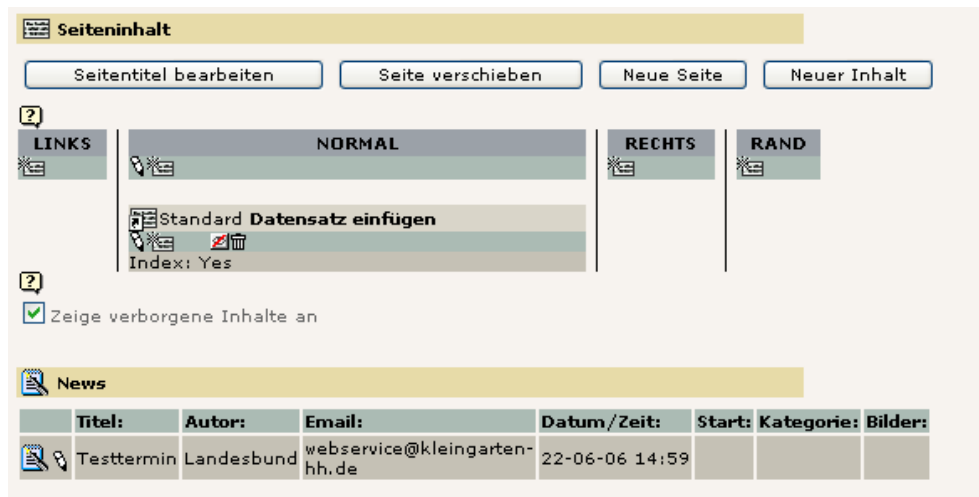 Seiteninhalt
Seitentitel bearbeiten Seite verschieben Neue Seite Neuer Inhalt
?
LINKS NORMAL RECHTS RAND
Standard Datensatz einfügen
Index: Yes
?
Zeige verborgene Inhalte an
News
Titel: Autor: Email: Datum/Zeit: Start: Kategorie: Bilder:
Testtermin Landesbund webservice@kleingarten-hh.de 22-06-06 14:59